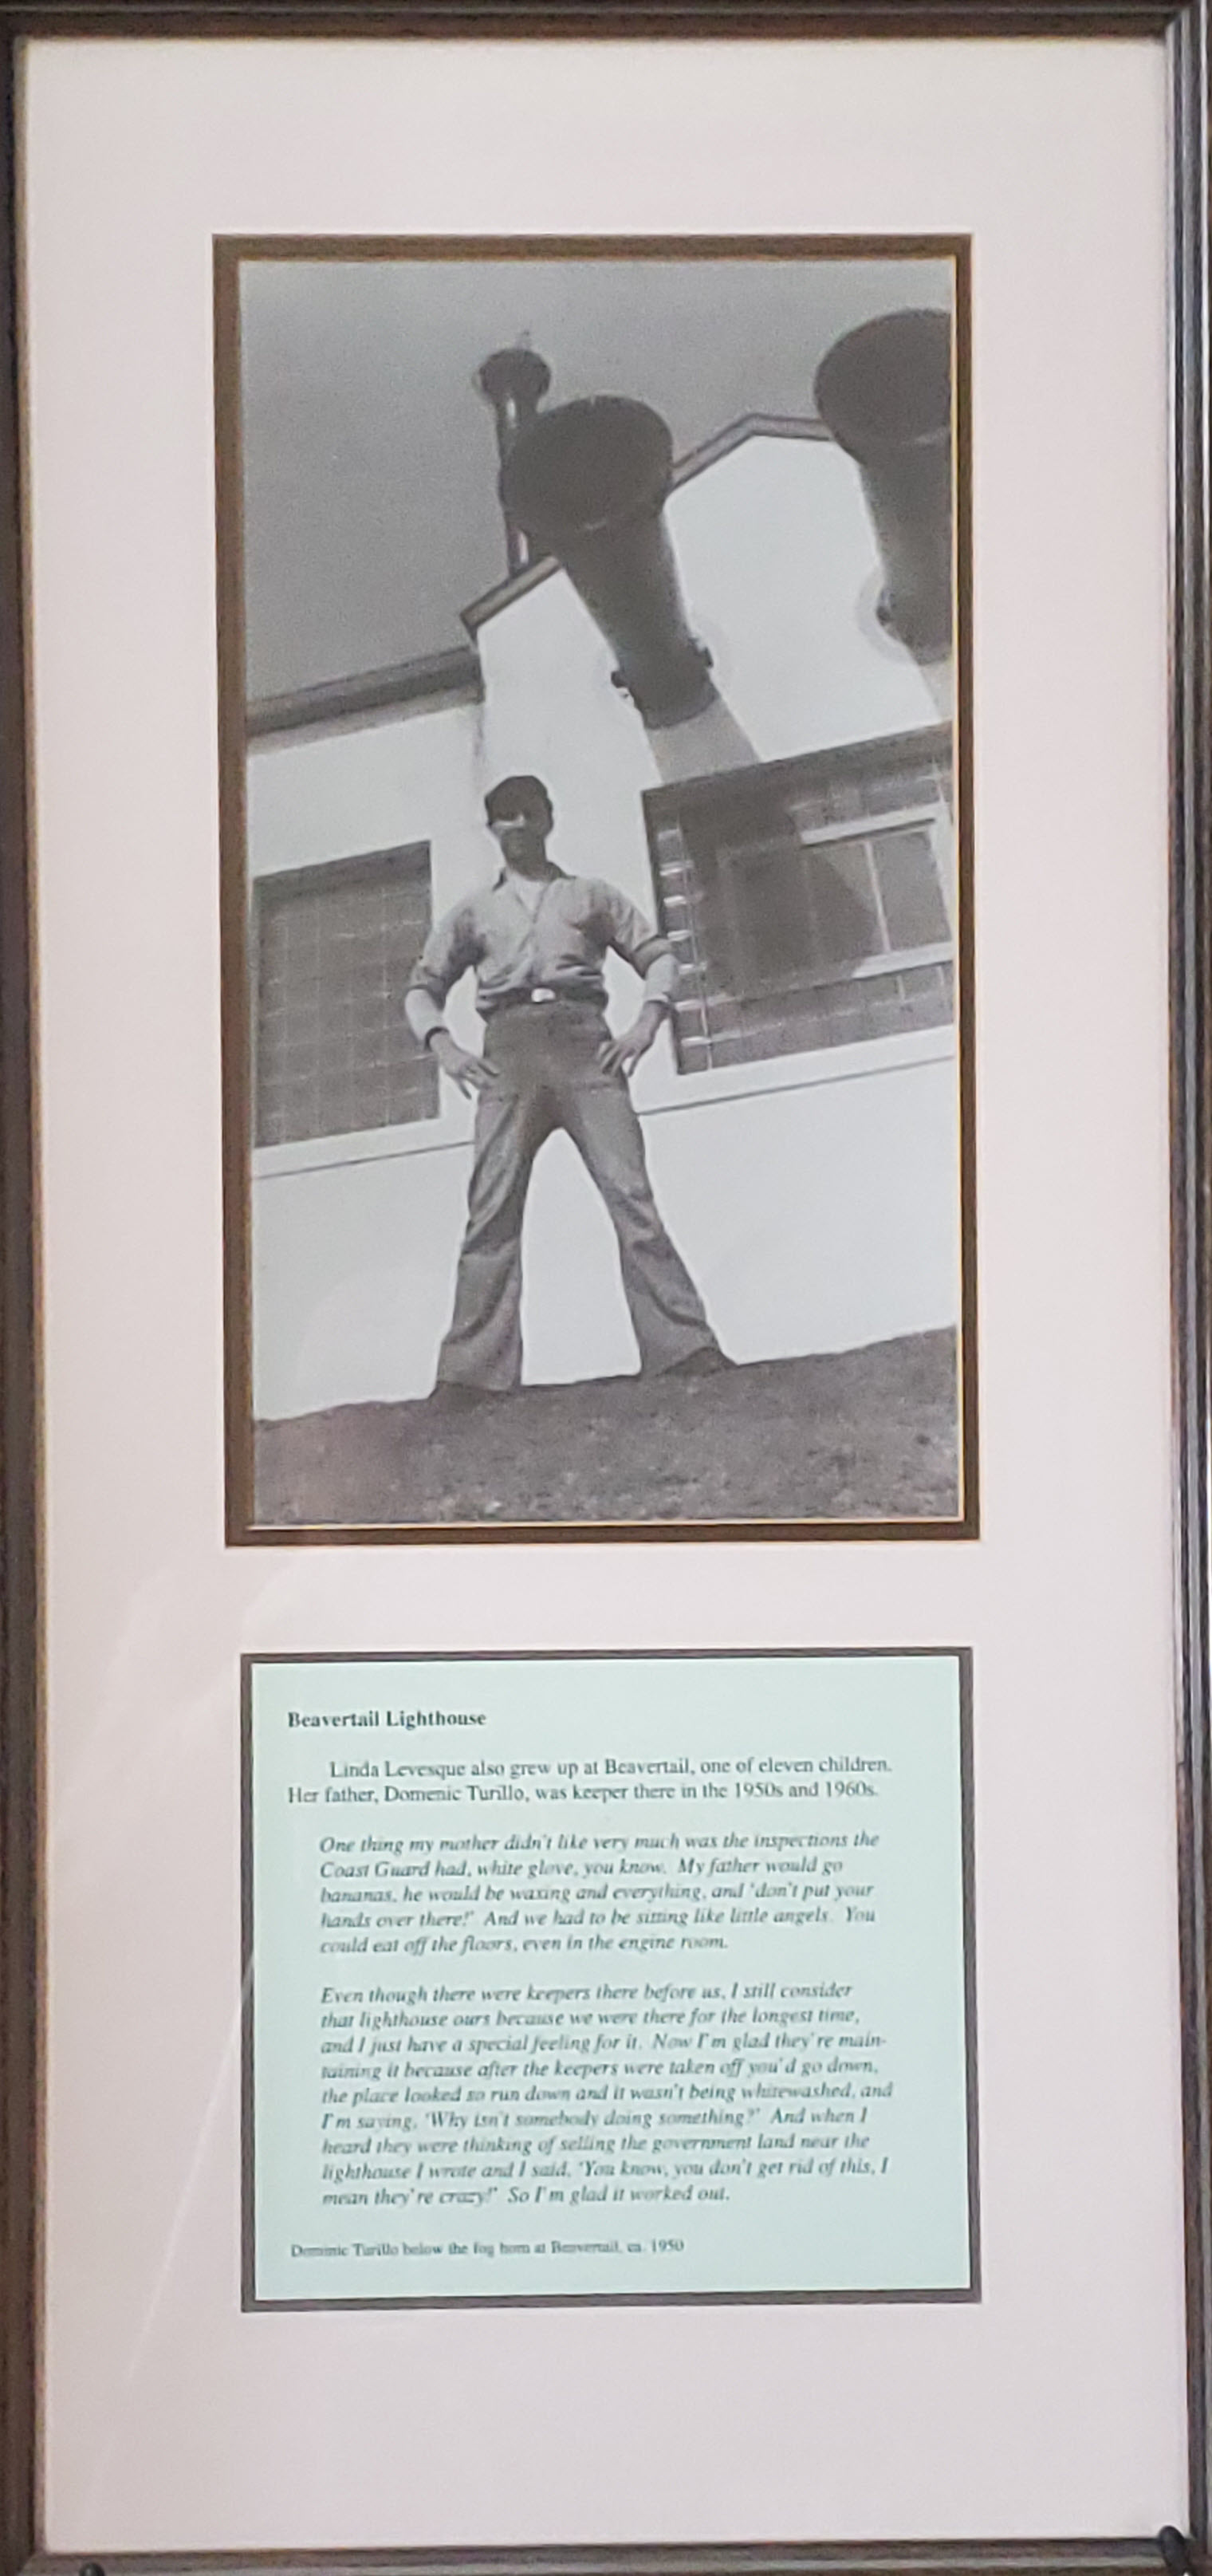 Beavertail Lighthouse
Linda Levesque also grew up at Beavertail, one of eleven children.
Her father, Domenic Turillo, was keeper there in the 1950s and 1960s.
One thing my mother didn't like very much was the inspections the
Coast Guard had, white glove, you know. My father would go
bananas, he would be waxing and everything, and 'don't put your
hands over there!' And we had to be sitting like little angels. You
could eat off the floors, even in the engine room.
Even though there were keepers there before us, I still consider
that lighthouse ours because we were there for the longest time,
and I just have a special feeling for it. Now I'm glad they're main-
taining it because after the keepers were taken off you'd go down,
the place looked so run down and it wasn't being whitewashed, and
I'm saying, 'Why isn't somebody doing something?' And when I
heard they were thinking of selling the government land near the
lighthouse I wrote and I said, 'You know, you don't get rid of this, I
mean they're crazy!' So I'm glad it worked out.
Dominic Turillo below the fog horn at Beavertail, ca. 1950